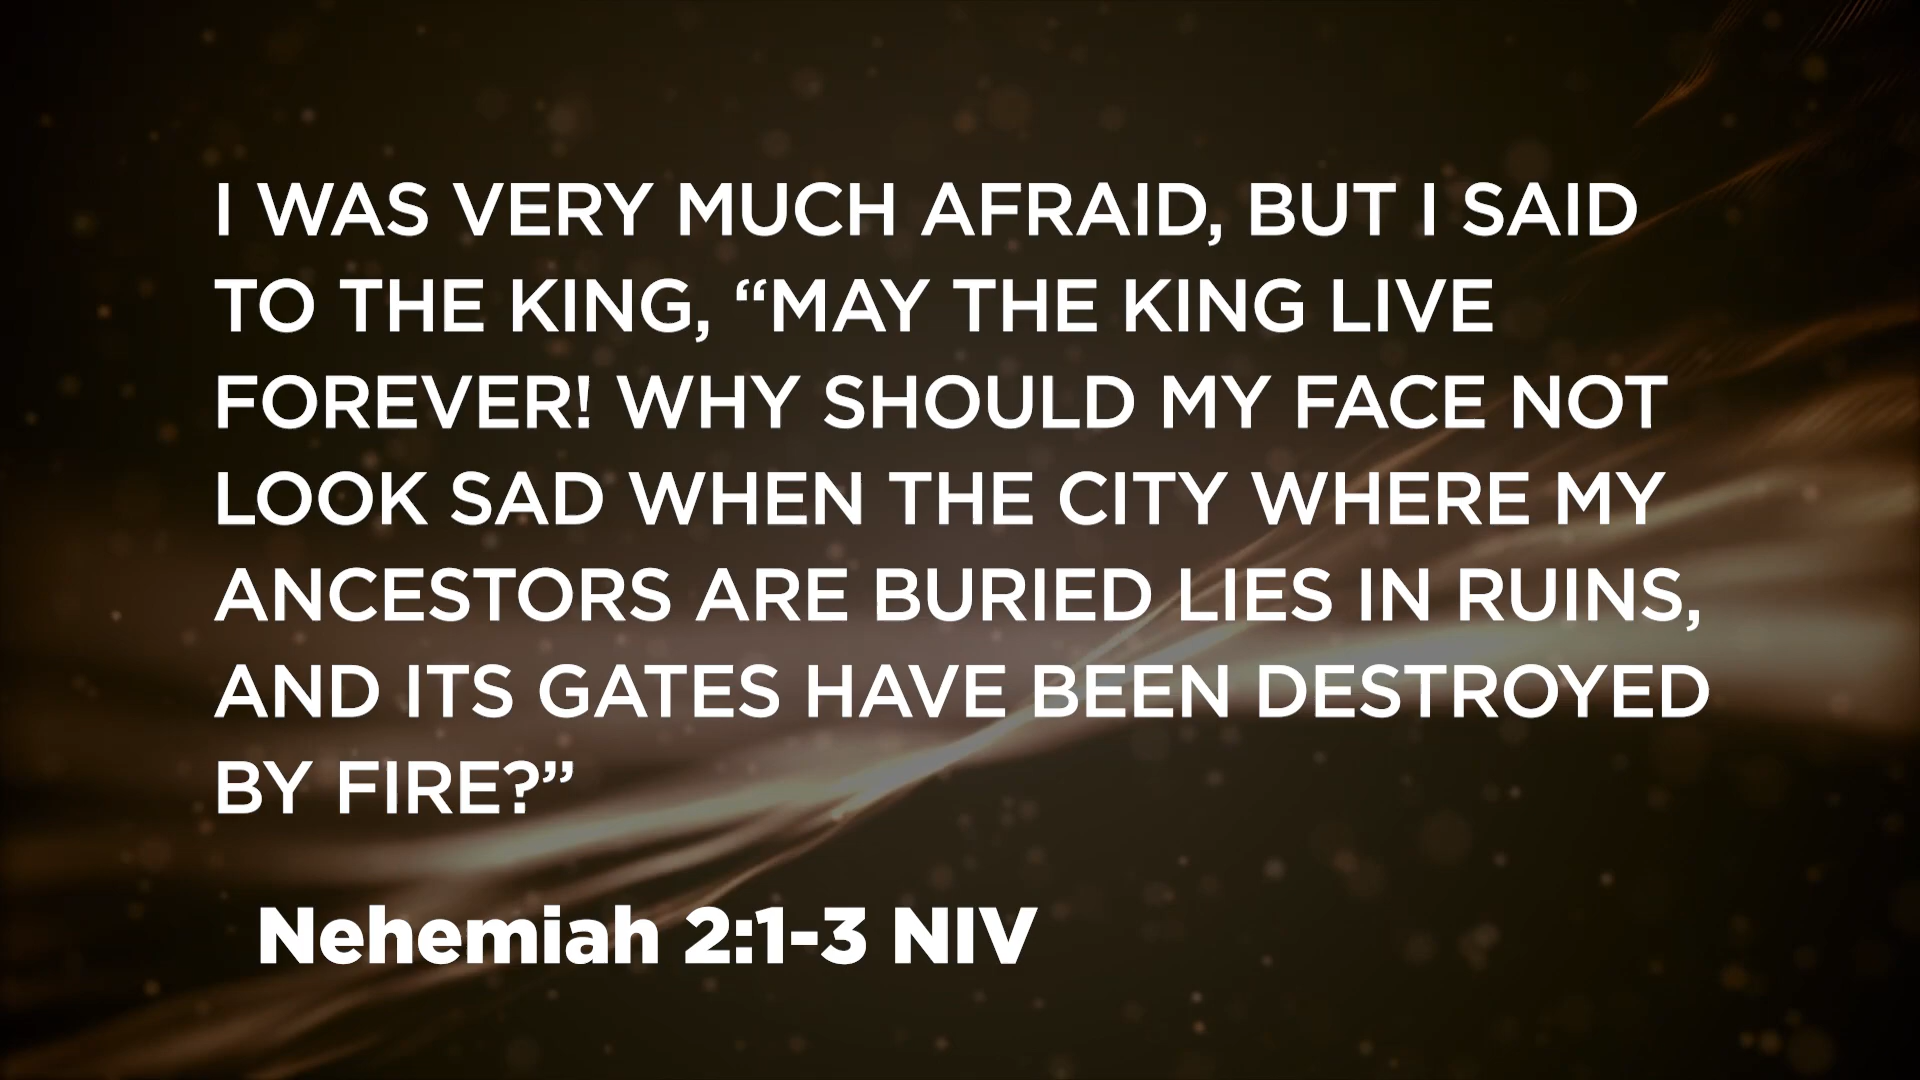 I WAS VERY MUCH AFRAID, BUT I SAID
TO THE KING, “MAY THE KING LIVE
FOREVER! WHY SHOULD MY FACE NOT
LOOK SAD WHEN THE CITY WHERE MY
ANCESTORS ARE BURIED LIES IN RUINS,
AND ITS GATES HAVE BEEN DESTROYED
BY FIRE?”
Nehemiah 2:1-3 NIV